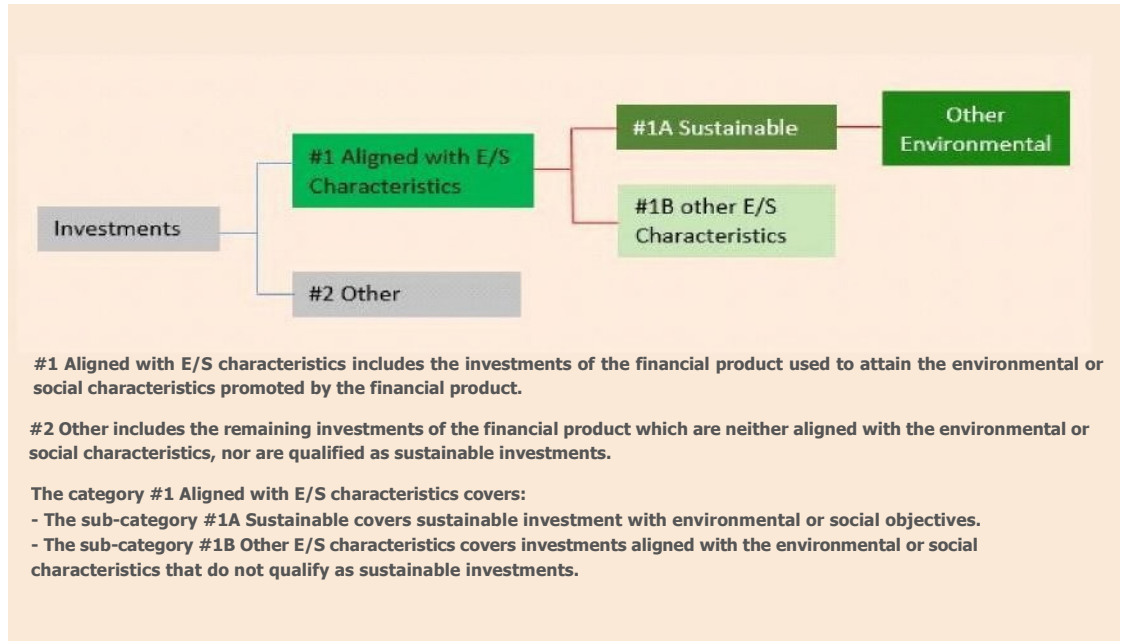 Other
Environmental
#1A Sustainable
#1 Aligned with E/S
Characteristics
#1B other E/S
Characteristics
Investments
#2 Other
#1 Aligned with E/S characteristics includes the investments of the financial product used to attain the environmental or
social characteristics promoted by the financial product.
#2 Other includes the remaining investments of the financial product which are neither aligned with the environmental or
social characteristics, nor are qualified as sustainable investments.
The category #1 Aligned with E/S characteristics covers:
- The sub-category #1A Sustainable covers sustainable investment with environmental or social objectives.
- The sub-category #1B Other E/S characteristics covers investments aligned with the environmental or social
characteristics that do not qualify as sustainable investments.